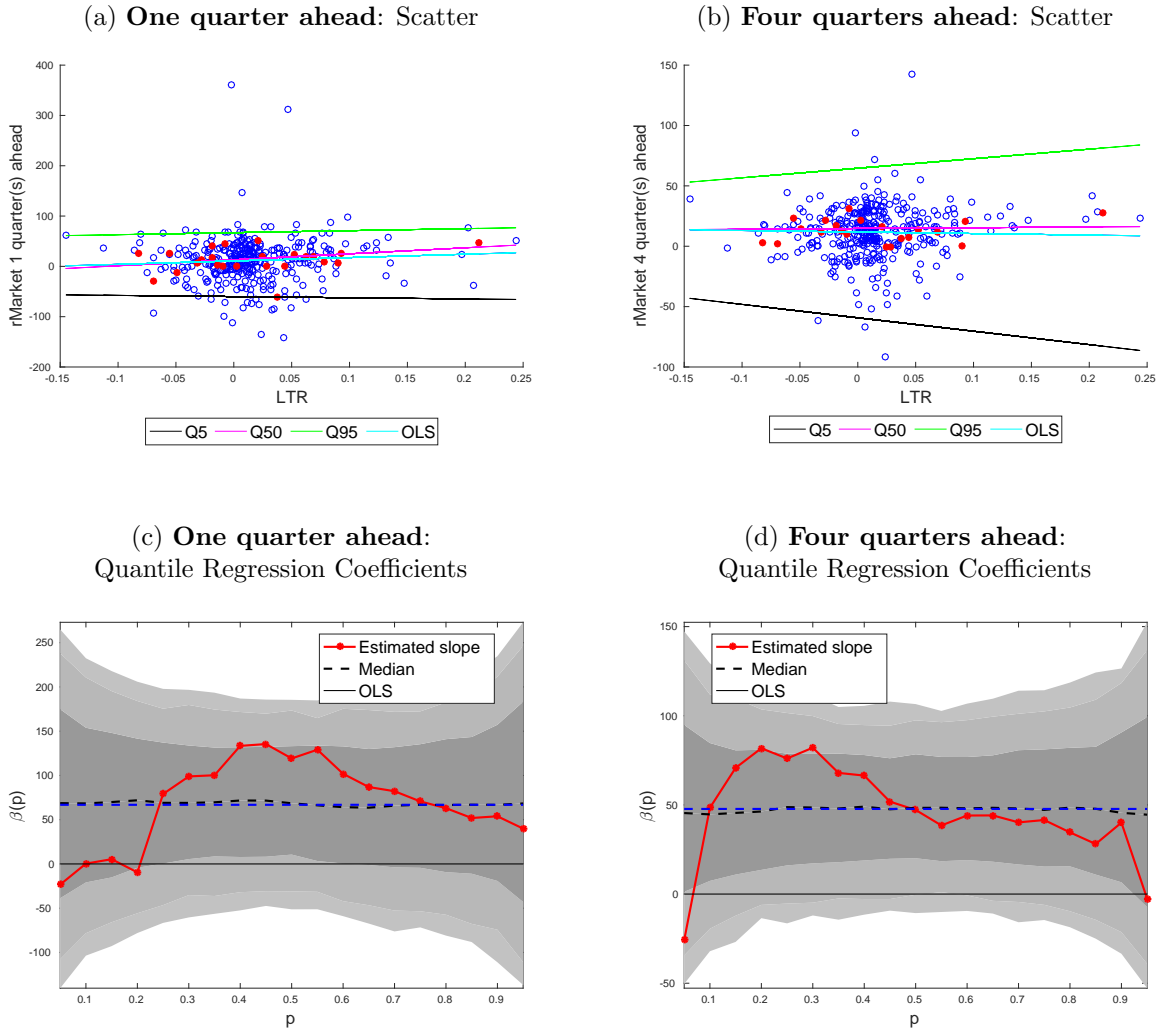 (a) One quarter ahead: Scatter
400
300
200
100
0
-100
-200
-0.15 -0.1 -0.05 0 0.05 0.1 0.15 0.2 0.25
rMarket 1 quarter(s) ahead
LTR
Q5 Q50 Q95 OLS
(b) Four quarters ahead: Scatter
150
100
50
0
-50
-100
-0.15 -0.1 -0.05 0 0.05 0.1 0.15 0.2 0.25
rMarket 4 quarter(s) ahead
LTR
Q5 Q50 Q95 OLS
(c) One quarter ahead:
Quantile Regression Coefficients
250
200
150
100
50
0
-50
-100
0.1 0.2 0.3 0.4 0.5 0.6 0.7 0.8 0.9
β(p)
p
Estimated slope
Median
OLS
(d) Four quarters ahead:
Quantile Regression Coefficients
150
100
50
0
-50
0.1 0.2 0.3 0.4 0.5 0.6 0.7 0.8 0.9
β(p)
p
Estimated slope
Median
OLS